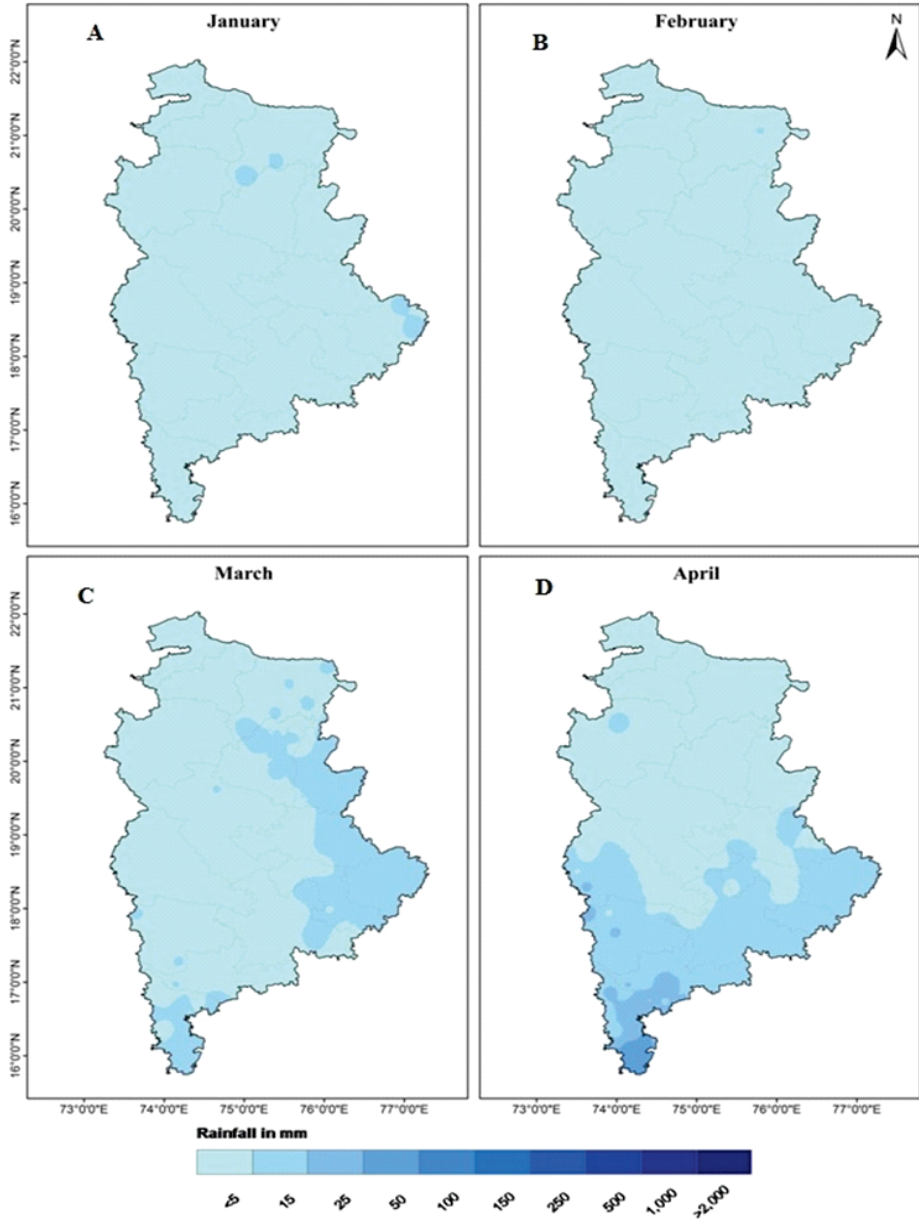 A
January
B
February
N
22°0'0"N
21°0'0"N
20°0'0"N
19°0'0"N
18°0'0"N
17°0'0"N
16°0'0"N
C
March
D
April
22°0'0"N
21°0'0"N
20°0'0"N
19°0'0"N
18°0'0"N
17°0'0"N
16°0'0"N
73°0'0"E 74°0'0"E 75°0'0"E 76°0'0"E 77°0'0"E
73°0'0"E 74°0'0"E 75°0'0"E 76°0'0"E 77°0'0"E
Rainfall in mm
<5 15 25 50 100 150 250 500 1,000 >2,000